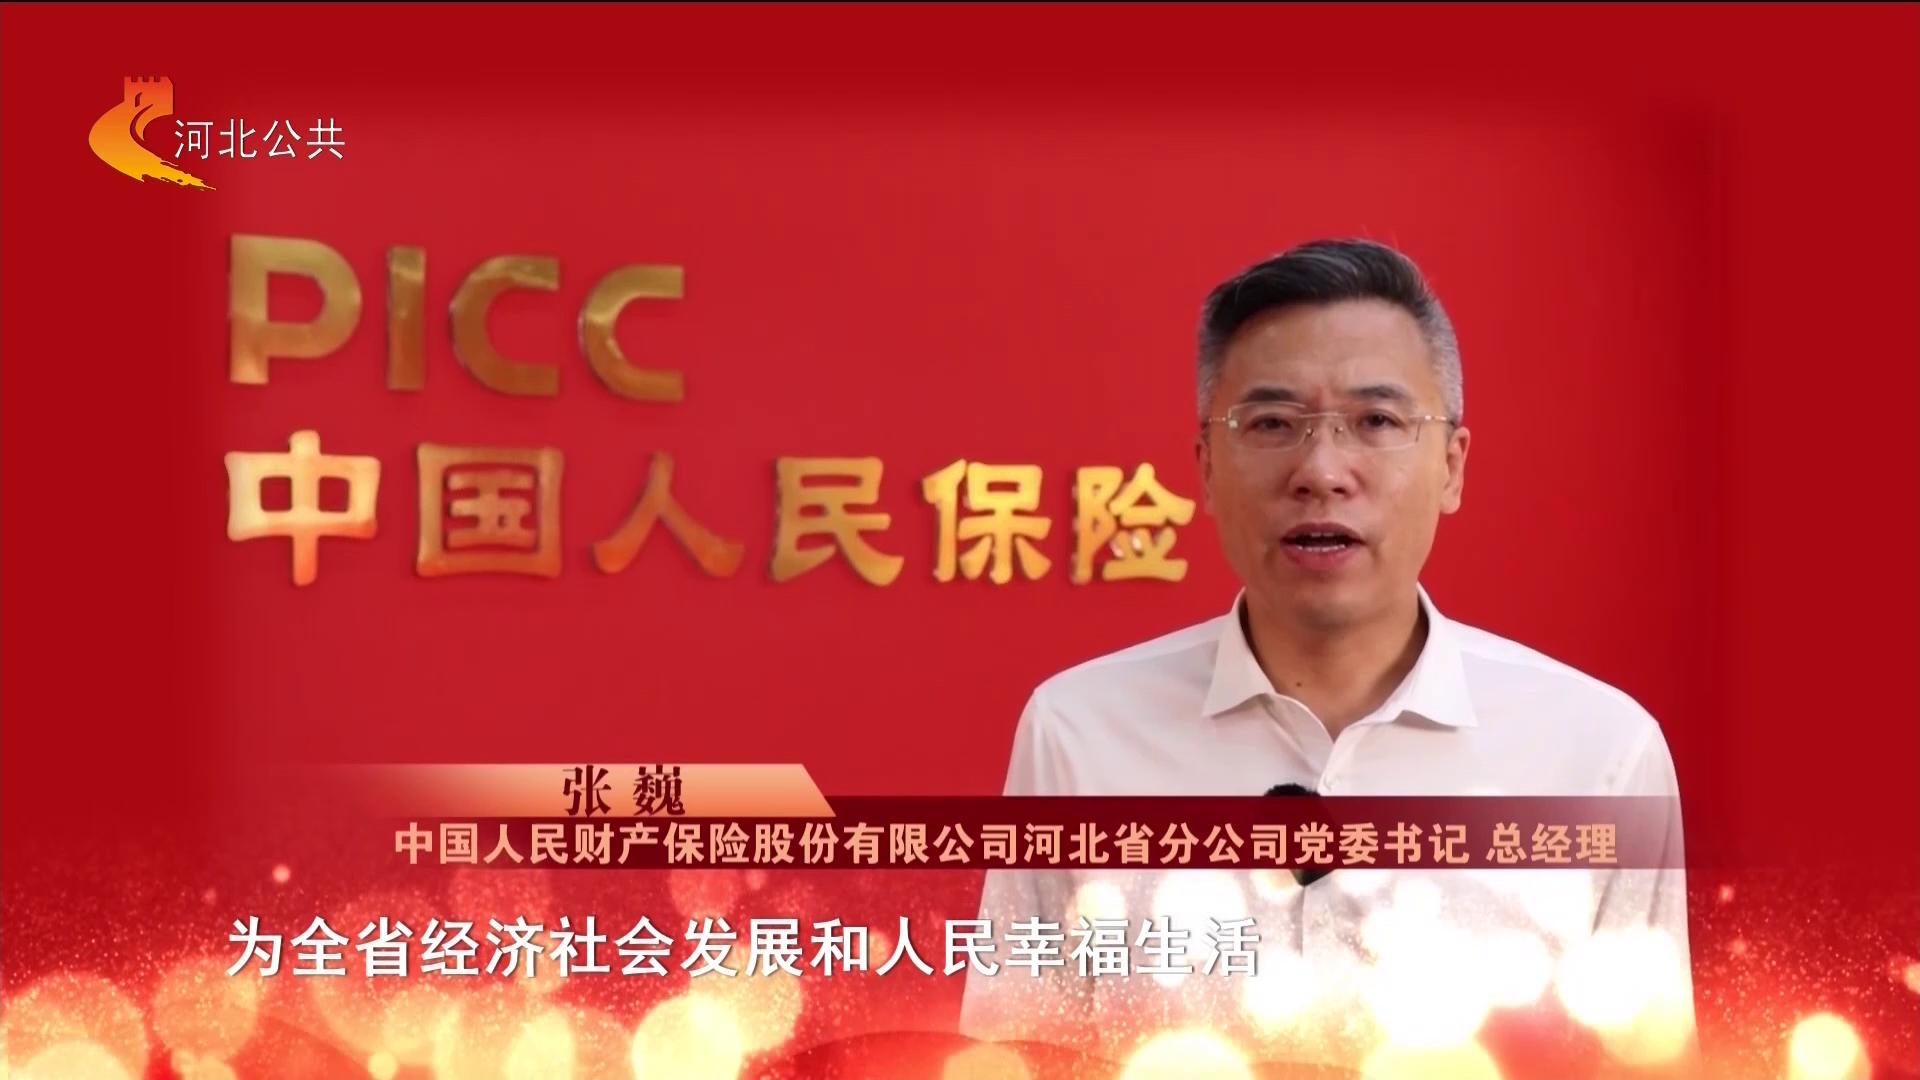 河北公共
PICC
中国人民保险
张巍
中国人民财产保险股份有限公司河北省分公司党委书记 总经理
为全省经济社会发展和人民幸福生活